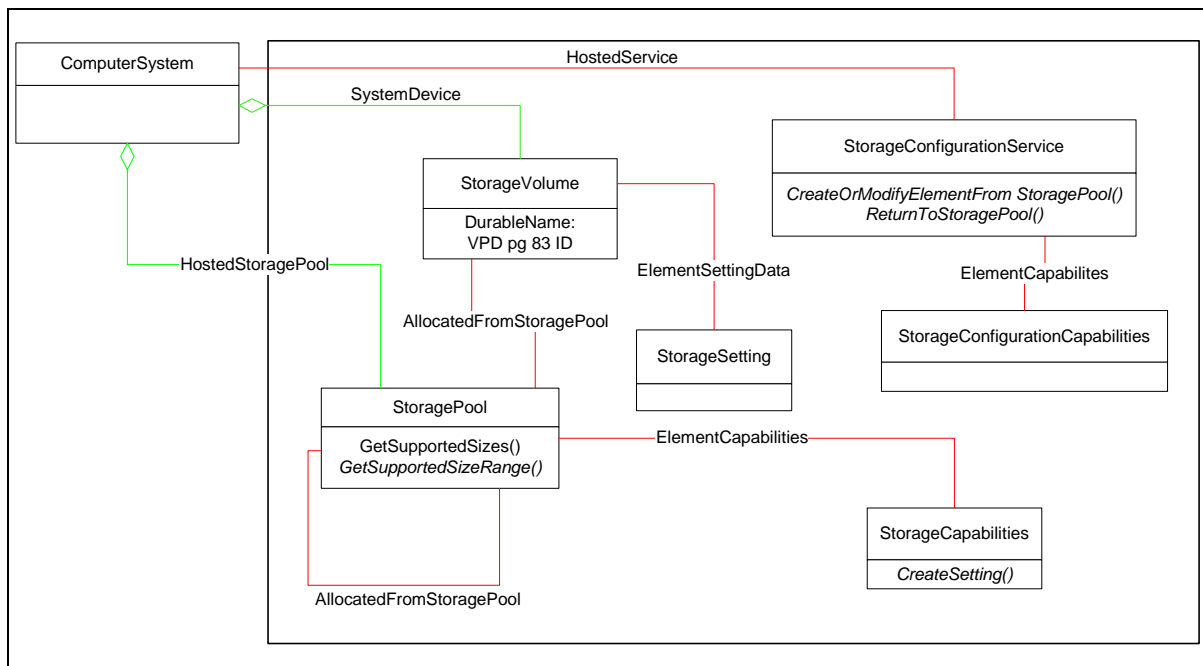 ComputerSystem
HostedService
SystemDevice
StorageConfigurationService
CreateOrModifyElementFrom StoragePool()
ReturnToStoragePool()
StorageVolume
DurableName:
VPD pg 83 ID
HostedStoragePool
ElementSettingData
ElementCapabilites
AllocatedFromStoragePool
StorageConfigurationCapabilities
StorageSetting
StoragePool
GetSupportedSizes()
GetSupportedSizeRange()
ElementCapabilities
StorageCapabilities
CreateSetting()
AllocatedFromStoragePool